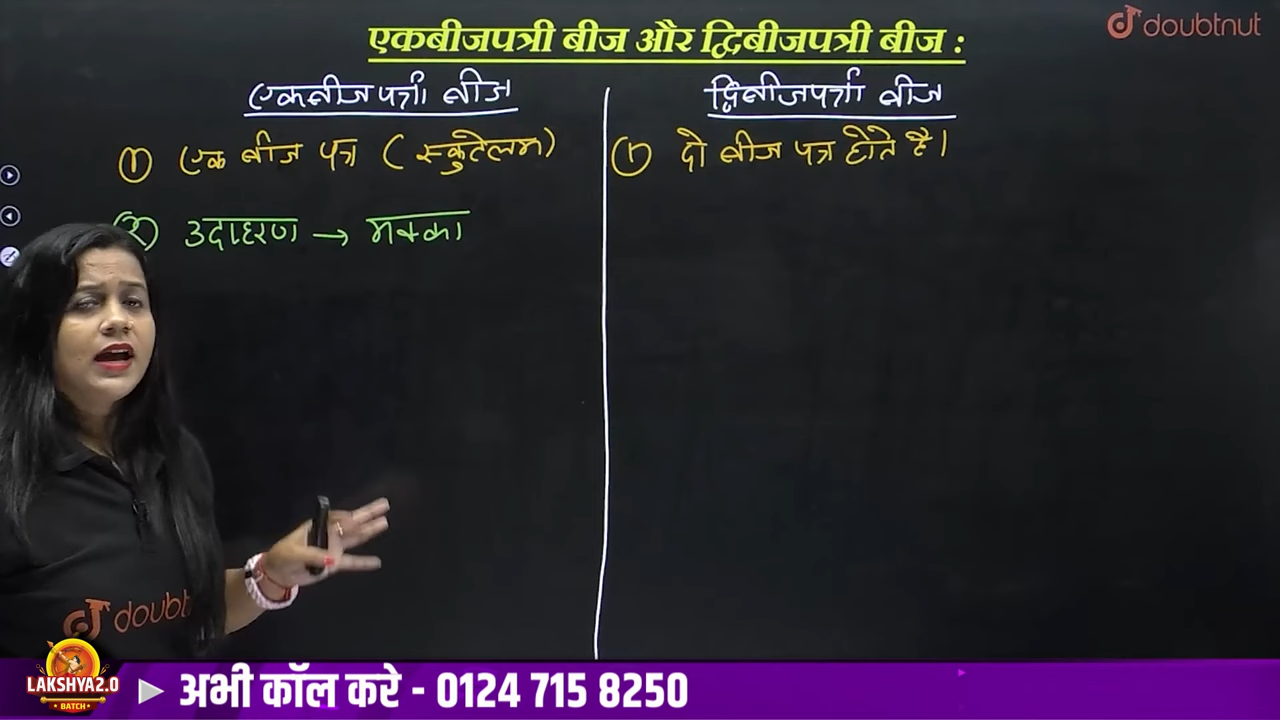 एकबीजपत्री बीज और द्विबीजपत्री बीज :
doubtnut
एकबीजपत्री बीज
द्विबीजपत्री बीज
① एक बीज पत्र ( स्कुटेलम)
① दो बीज पत्र होते है।
② उदाहरण → मक्का
doubt
LAKSHYA2.0
BATCH
अभी कॉल करे - 0124 715 8250